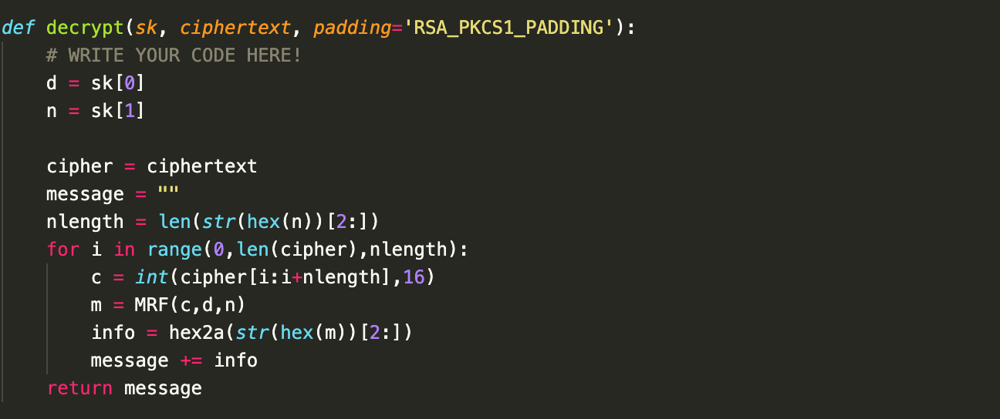 def decrypt(sk, ciphertext, padding='RSA_PKCS1_PADDING'):
    # WRITE YOUR CODE HERE!
    d = sk[0]
    n = sk[1]

    cipher = ciphertext
    message = ""
    nlength = len(str(hex(n))[2:])
    for i in range(0,len(cipher),nlength):
        c = int(cipher[i:i+nlength],16)
        m = MRF(c,d,n)
        info = hex2a(str(hex(m))[2:])
        message += info
    return message